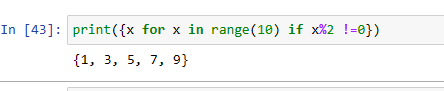 In [43]: print({x for x in range(10) if x%2 !=0})
{1, 3, 5, 7, 9}